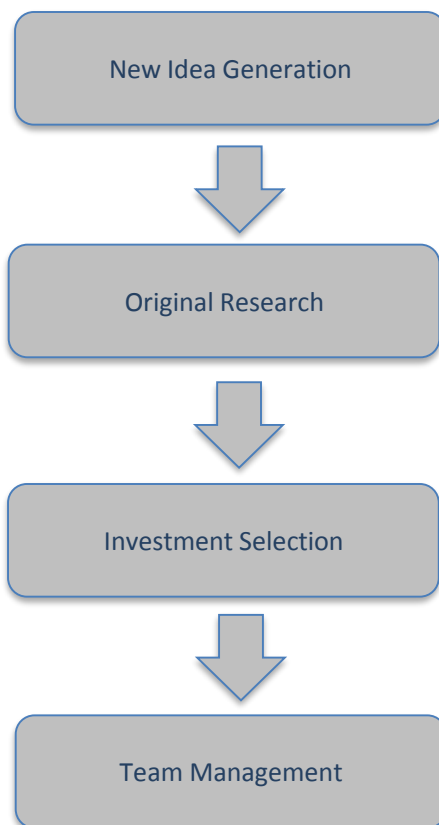 New Idea Generation
Original Research
Investment Selection
Team Management